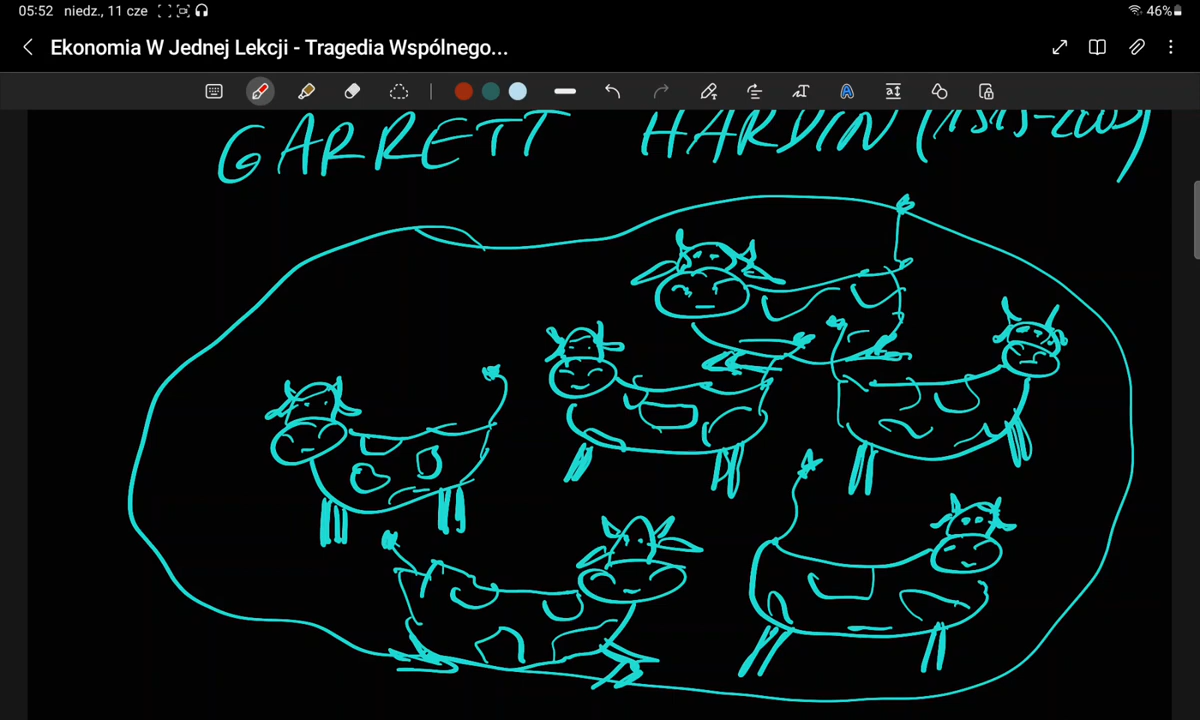 05:52 niedz., 11 cze 46%
Ekonomia W Jednej Lekcji - Tragedia Wspólnego...
GARRETT HARDIN